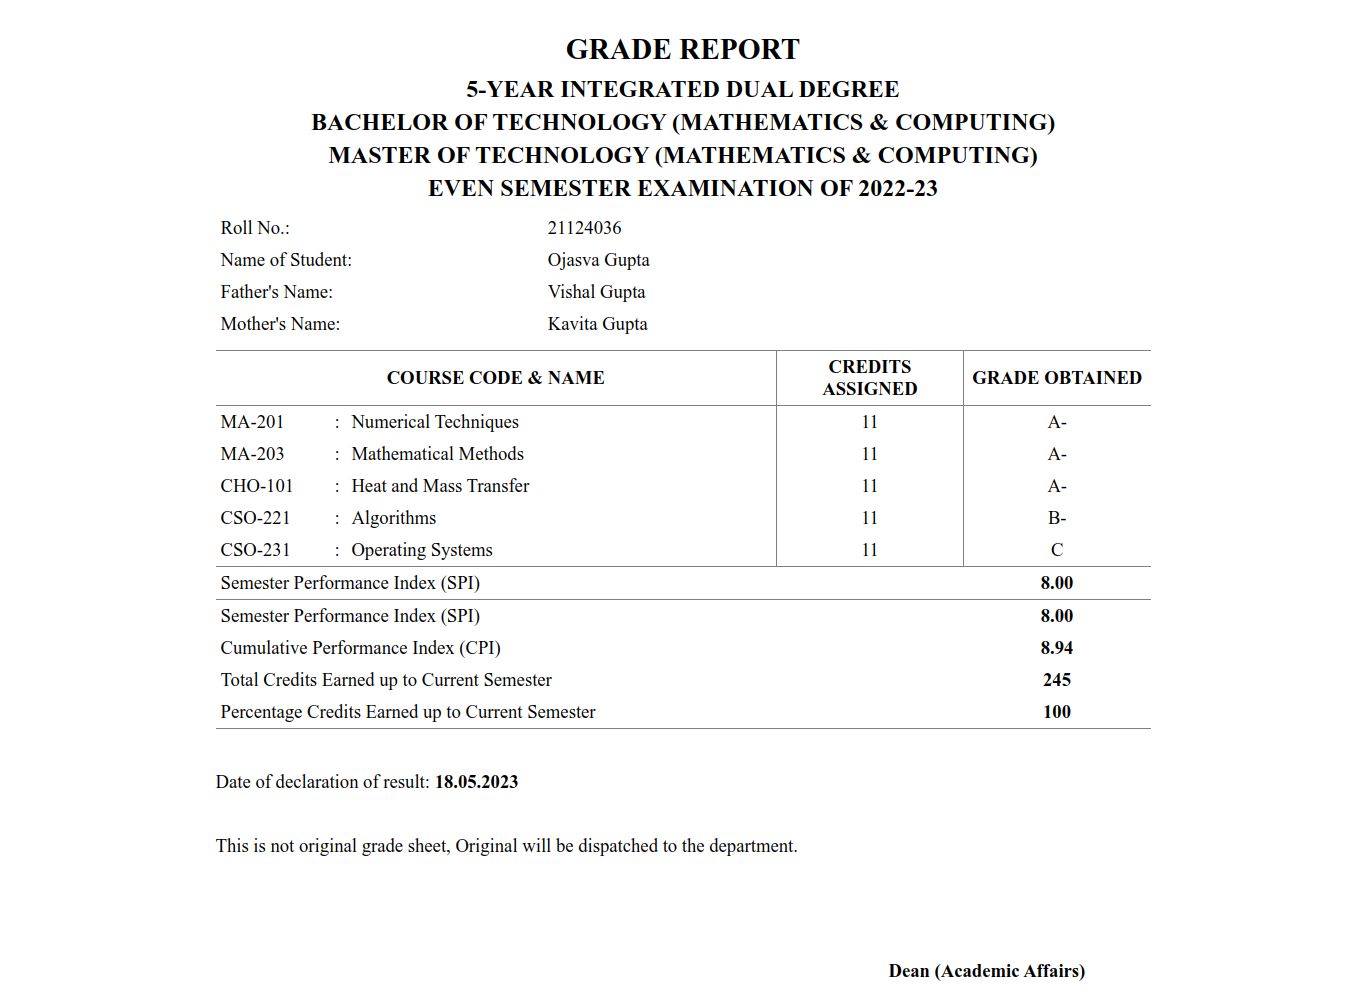 GRADE REPORT
5-YEAR INTEGRATED DUAL DEGREE
BACHELOR OF TECHNOLOGY (MATHEMATICS & COMPUTING)
MASTER OF TECHNOLOGY (MATHEMATICS & COMPUTING)
EVEN SEMESTER EXAMINATION OF 2022-23
Roll No.: 21124036
Name of Student: Ojasva Gupta
Father's Name: Vishal Gupta
Mother's Name: Kavita Gupta
COURSE CODE & NAME CREDITS ASSIGNED GRADE OBTAINED
MA-201 : Numerical Techniques 11 A-
MA-203 : Mathematical Methods 11 A-
CHO-101 : Heat and Mass Transfer 11 A-
CSO-221 : Algorithms 11 B-
CSO-231 : Operating Systems 11 C
Semester Performance Index (SPI) 8.00
Semester Performance Index (SPI) 8.00
Cumulative Performance Index (CPI) 8.94
Total Credits Earned up to Current Semester 245
Percentage Credits Earned up to Current Semester 100
Date of declaration of result: 18.05.2023
This is not original grade sheet, Original will be dispatched to the department.
Dean (Academic Affairs)